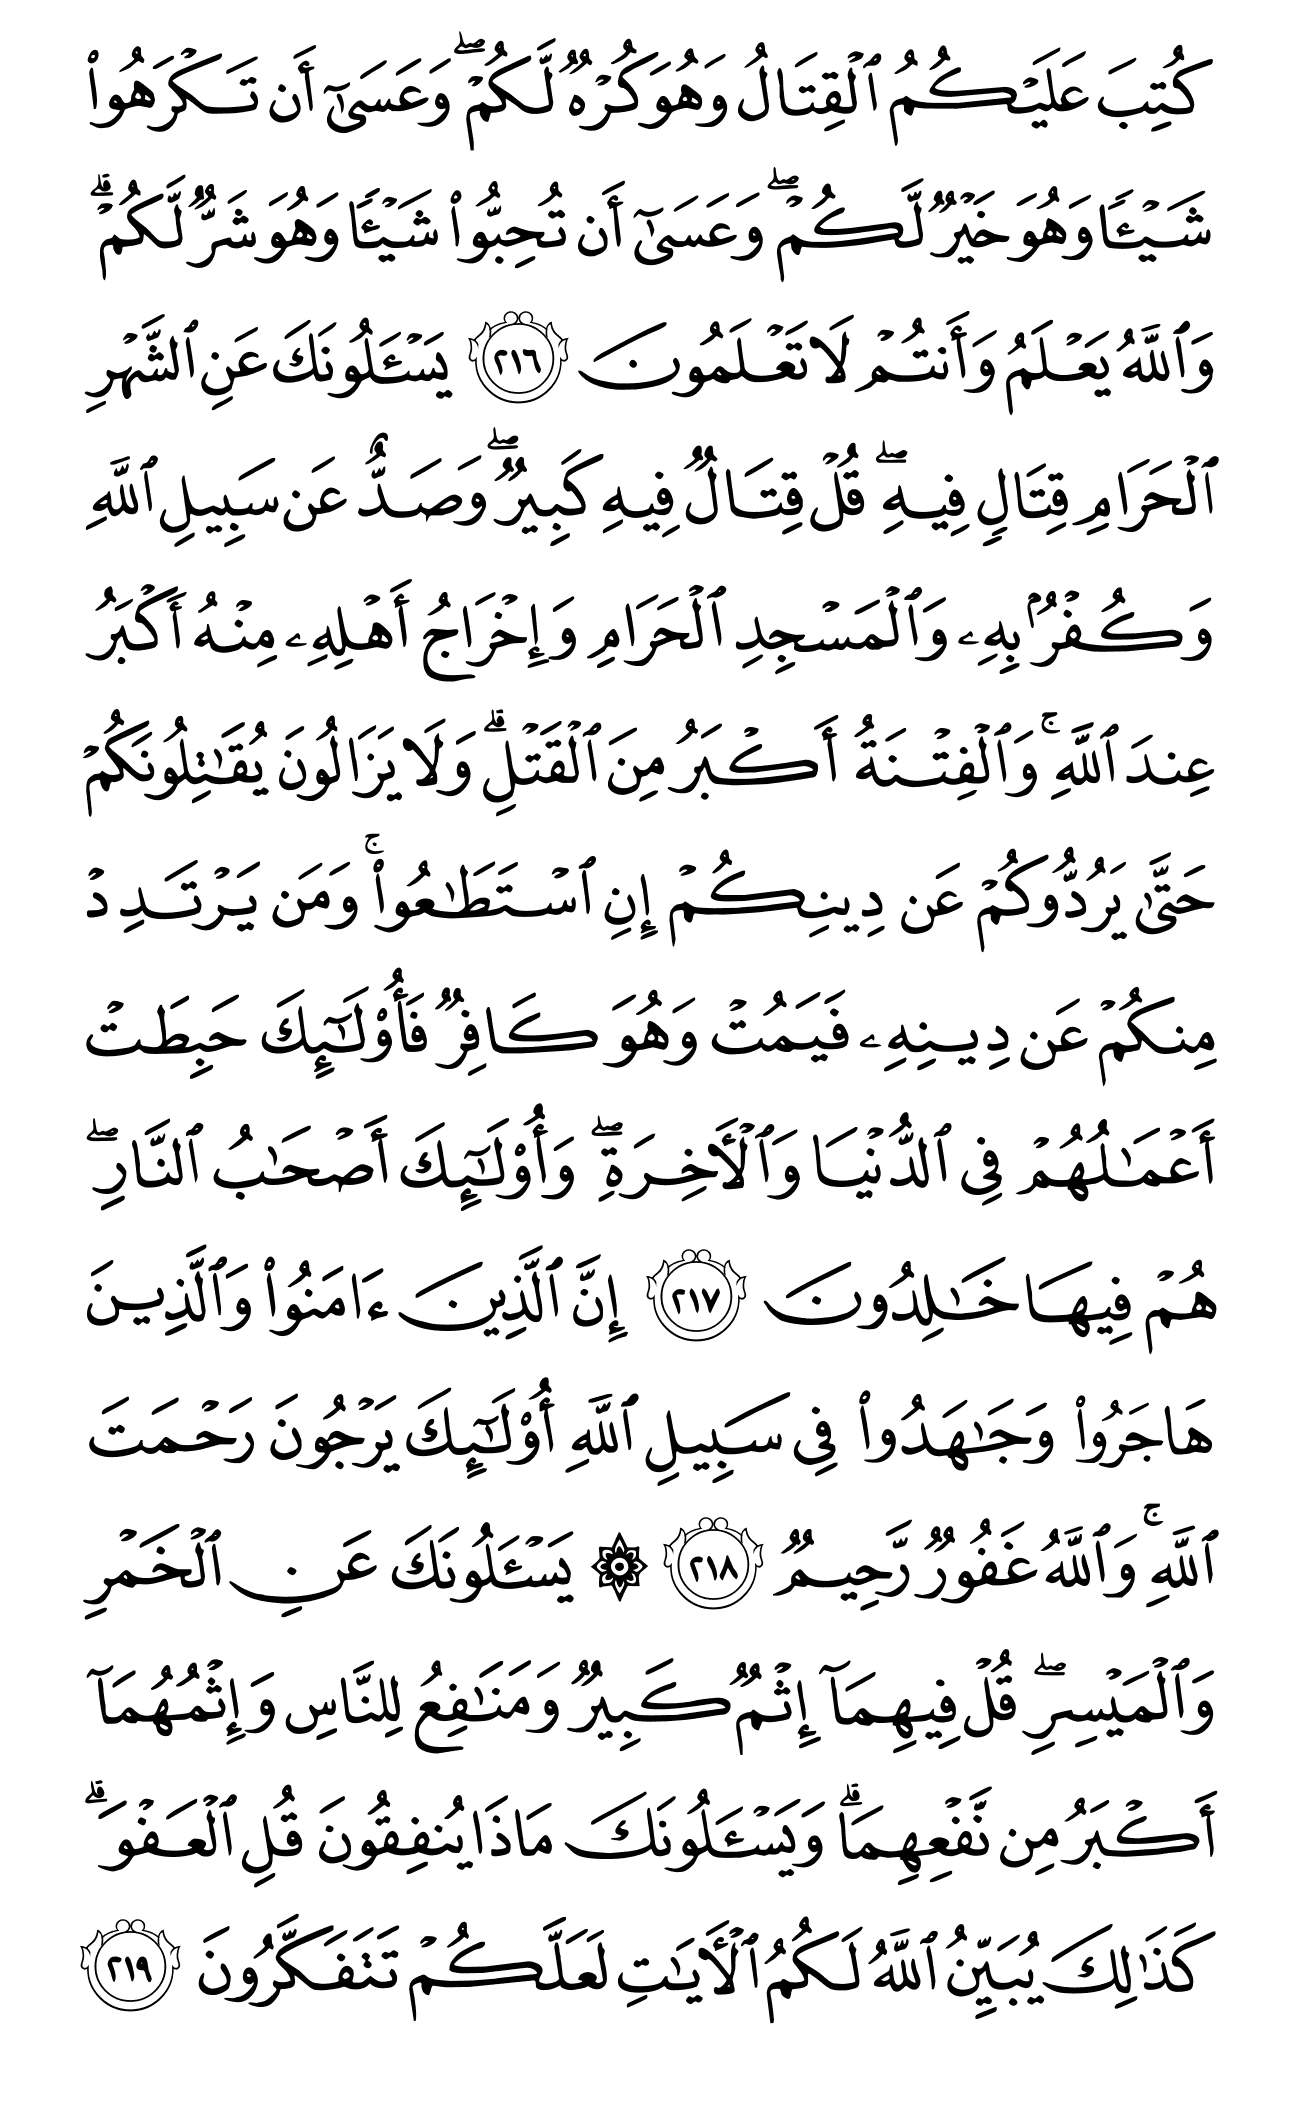 كُتِبَ عَلَيۡكُمُ ٱلۡقِتَالُ وَهُوَ كُرۡهٞ لَّكُمۡۖ وَعَسَىٰٓ أَن تَكۡرَهُواْ
شَيۡـٔٗا وَهُوَ خَيۡرٞ لَّكُمۡۖ وَعَسَىٰٓ أَن تُحِبُّواْ شَيۡـٔٗا وَهُوَ شَرّٞ لَّكُمۡۚ
وَٱللَّهُ يَعۡلَمُ وَأَنتُمۡ لَا تَعۡلَمُونَ ٢١٦ يَسۡـَٔلُونَكَ عَنِ ٱلشَّهۡرِ
ٱلۡحَرَامِ قِتَالٖ فِيهِۖ قُلۡ قِتَالٞ فِيهِ كَبِيرٞۖ وَصَدٌّ عَن سَبِيلِ ٱللَّهِ
وَكُفۡرُۢ بِهِۦ وَٱلۡمَسۡجِدِ ٱلۡحَرَامِ وَإِخۡرَاجُ أَهۡلِهِۦ مِنۡهُ أَكۡبَرُ
عِندَ ٱللَّهِۚ وَٱلۡفِتۡنَةُ أَكۡبَرُ مِنَ ٱلۡقَتۡلِۗ وَلَا يَزَالُونَ يُقَٰتِلُونَكُمۡ
حَتَّىٰ يَرُدُّوكُمۡ عَن دِينِكُمۡ إِنِ ٱسۡتَطَٰعُواْۚ وَمَن يَرۡتَدِدۡ
مِنكُمۡ عَن دِينِهِۦ فَيَمُتۡ وَهُوَ كَافِرٞ فَأُوْلَٰٓئِكَ حَبِطَتۡ
أَعۡمَٰلُهُمۡ فِي ٱلدُّنۡيَا وَٱلۡأٓخِرَةِۖ وَأُوْلَٰٓئِكَ أَصۡحَٰبُ ٱلنَّارِۖ
هُمۡ فِيهَا خَٰلِدُونَ ٢١٧ إِنَّ ٱلَّذِينَ ءَامَنُواْ وَٱلَّذِينَ
هَاجَرُواْ وَجَٰهَدُواْ فِي سَبِيلِ ٱللَّهِ أُوْلَٰٓئِكَ يَرۡجُونَ رَحۡمَتَ
ٱللَّهِۚ وَٱللَّهُ غَفُورٞ رَّحِيمٞ ٢١٨ ۞ يَسۡـَٔلُونَكَ عَنِ ٱلۡخَمۡرِ
وَٱلۡمَيۡسِرِۖ قُلۡ فِيهِمَآ إِثۡمٞ كَبِيرٞ وَمَنَٰفِعُ لِلنَّاسِ وَإِثۡمُهُمَآ
أَكۡبَرُ مِن نَّفۡعِهِمَاۗ وَيَسۡـَٔلُونَكَ مَاذَا يُنفِقُونَ قُلِ ٱلۡعَفۡوَۗ
كَذَٰلِكَ يُبَيِّنُ ٱللَّهُ لَكُمُ ٱلۡأٓيَٰتِ لَعَلَّكُمۡ تَتَفَكَّرُونَ ٢١٩